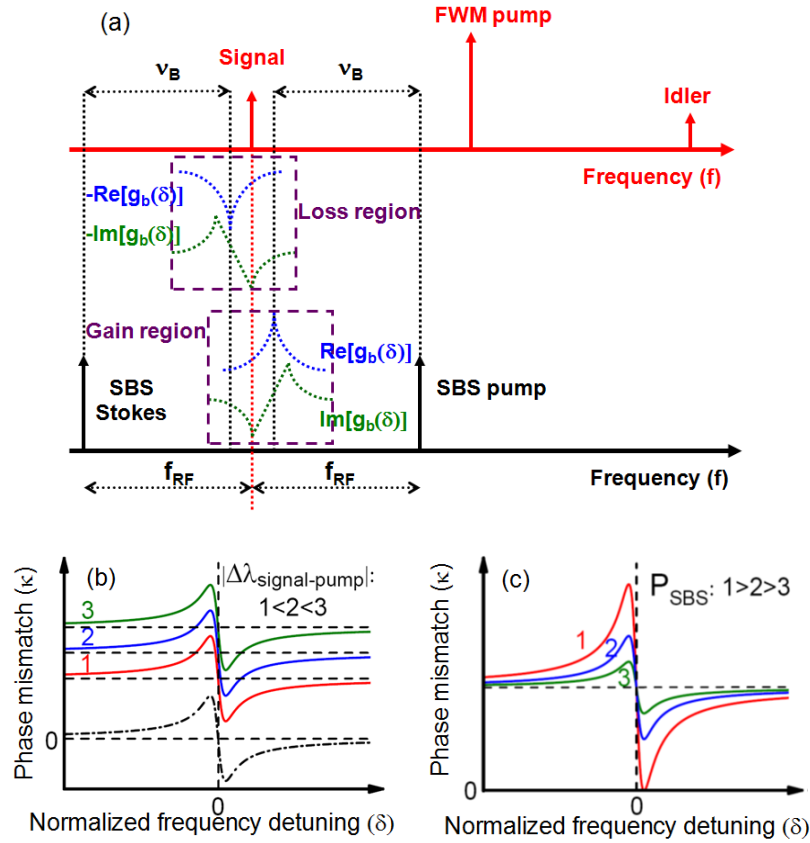 (a)
FWM pump
Signal
ν_B
ν_B
Idler
Frequency (f)
-Re[g_b(δ)]
Loss region
-Im[g_b(δ)]
Gain region
Re[g_b(δ)]
SBS
Stokes
SBS pump
Im[g_b(δ)]
f_RF
f_RF
Frequency (f)
(b)
|Δλ_signal-pump|:
1<2<3
3
2
1
0
0
Phase mismatch (κ)
Normalized frequency detuning (δ)
(c)
P_SBS: 1>2>3
1
2
3
0
0
Phase mismatch (κ)
Normalized frequency detuning (δ)